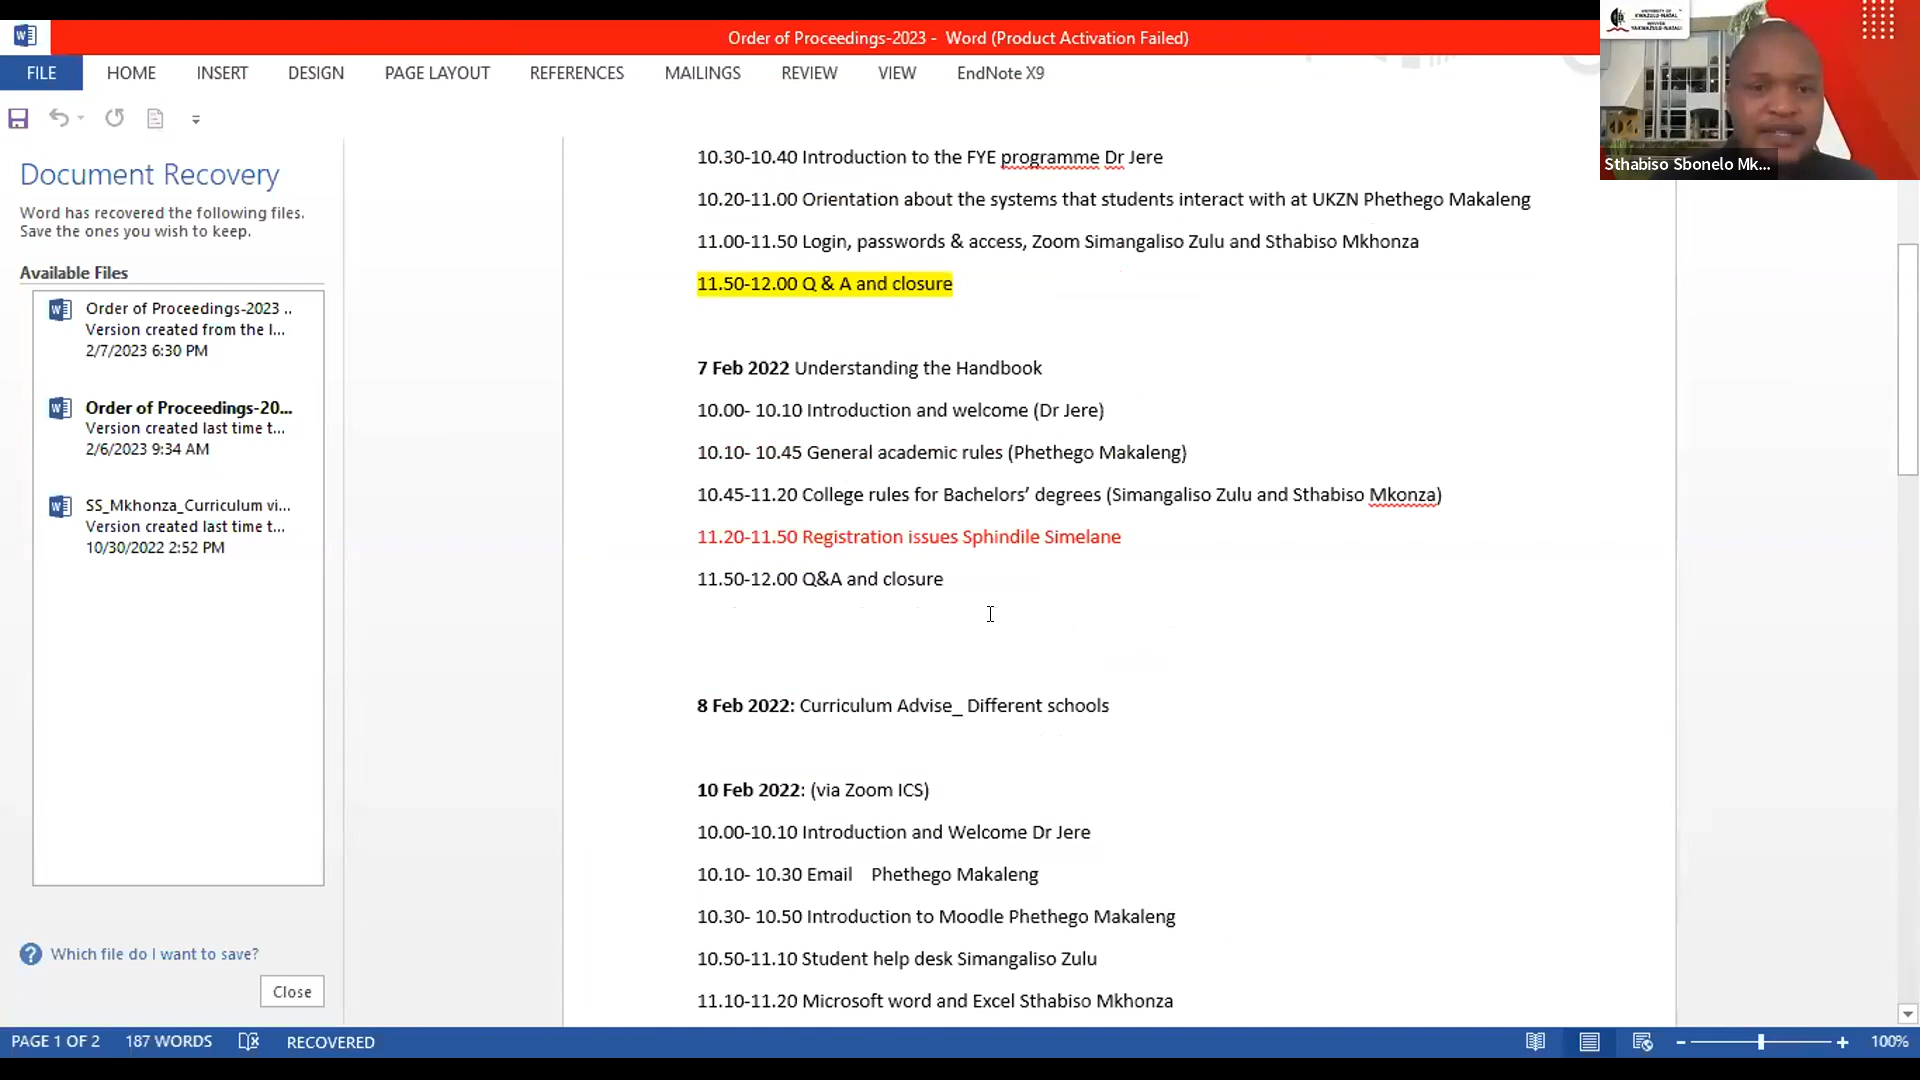 Order of Proceedings-2023 - Word (Product Activation Failed)
FILE HOME INSERT DESIGN PAGE LAYOUT REFERENCES MAILINGS REVIEW VIEW EndNote X9
UNIVERSITY OF
KWAZULU-NATAL
INYUVESI
YAKWAZULU-NATALI
Sthabiso Sbonelo Mk...
Document Recovery
Word has recovered the following files.
Save the ones you wish to keep.
Available Files
Order of Proceedings-2023 ..
Version created from the l...
2/7/2023 6:30 PM
Order of Proceedings-20...
Version created last time t...
2/6/2023 9:34 AM
SS_Mkhonza_Curriculum vi...
Version created last time t...
10/30/2022 2:52 PM
Which file do I want to save?
Close
10.30-10.40 Introduction to the FYE programme Dr Jere
10.20-11.00 Orientation about the systems that students interact with at UKZN Phethego Makaleng
11.00-11.50 Login, passwords & access, Zoom Simangaliso Zulu and Sthabiso Mkhonza
11.50-12.00 Q & A and closure
7 Feb 2022 Understanding the Handbook
10.00- 10.10 Introduction and welcome (Dr Jere)
10.10- 10.45 General academic rules (Phethego Makaleng)
10.45-11.20 College rules for Bachelors’ degrees (Simangaliso Zulu and Sthabiso Mkonza)
11.20-11.50 Registration issues Sphindile Simelane
11.50-12.00 Q&A and closure
8 Feb 2022: Curriculum Advise_ Different schools
10 Feb 2022: (via Zoom ICS)
10.00-10.10 Introduction and Welcome Dr Jere
10.10- 10.30 Email Phethego Makaleng
10.30- 10.50 Introduction to Moodle Phethego Makaleng
10.50-11.10 Student help desk Simangaliso Zulu
11.10-11.20 Microsoft word and Excel Sthabiso Mkhonza
PAGE 1 OF 2 187 WORDS RECOVERED 100%